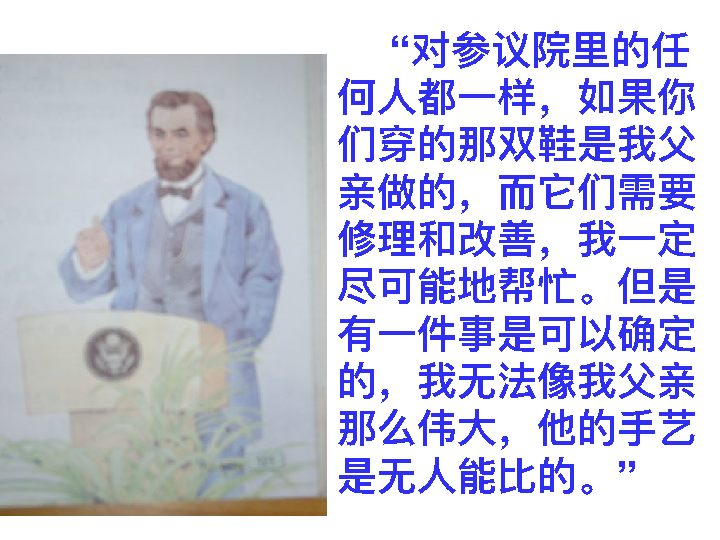 “对参议院里的任
何人都一样，如果你
们穿的那双鞋是我父
亲做的，而它们需要
修理和改善，我一定
尽可能地帮忙。但是
有一件事是可以确定
的，我无法像我父亲
那么伟大，他的手艺
是无人能比的。”